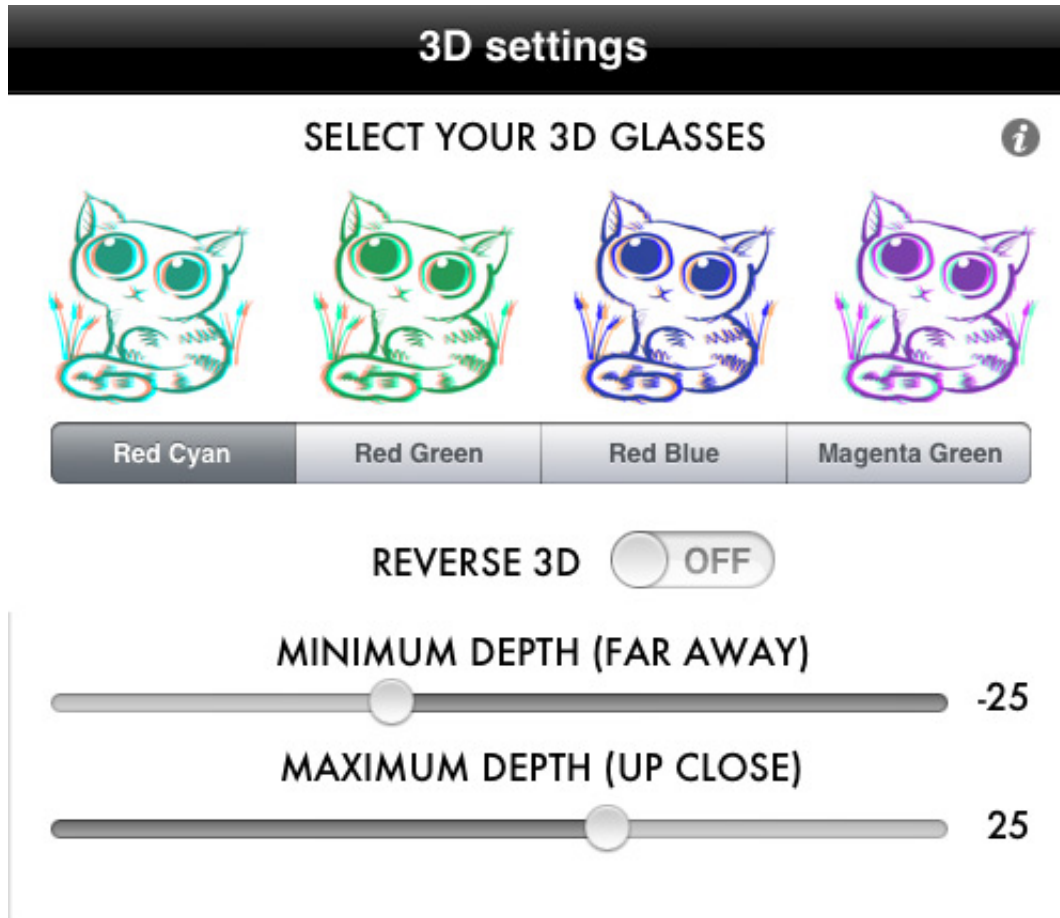 3D settings
SELECT YOUR 3D GLASSES
i
Red Cyan
Red Green
Red Blue
Magenta Green
REVERSE 3D OFF
MINIMUM DEPTH (FAR AWAY)
-25
MAXIMUM DEPTH (UP CLOSE)
25